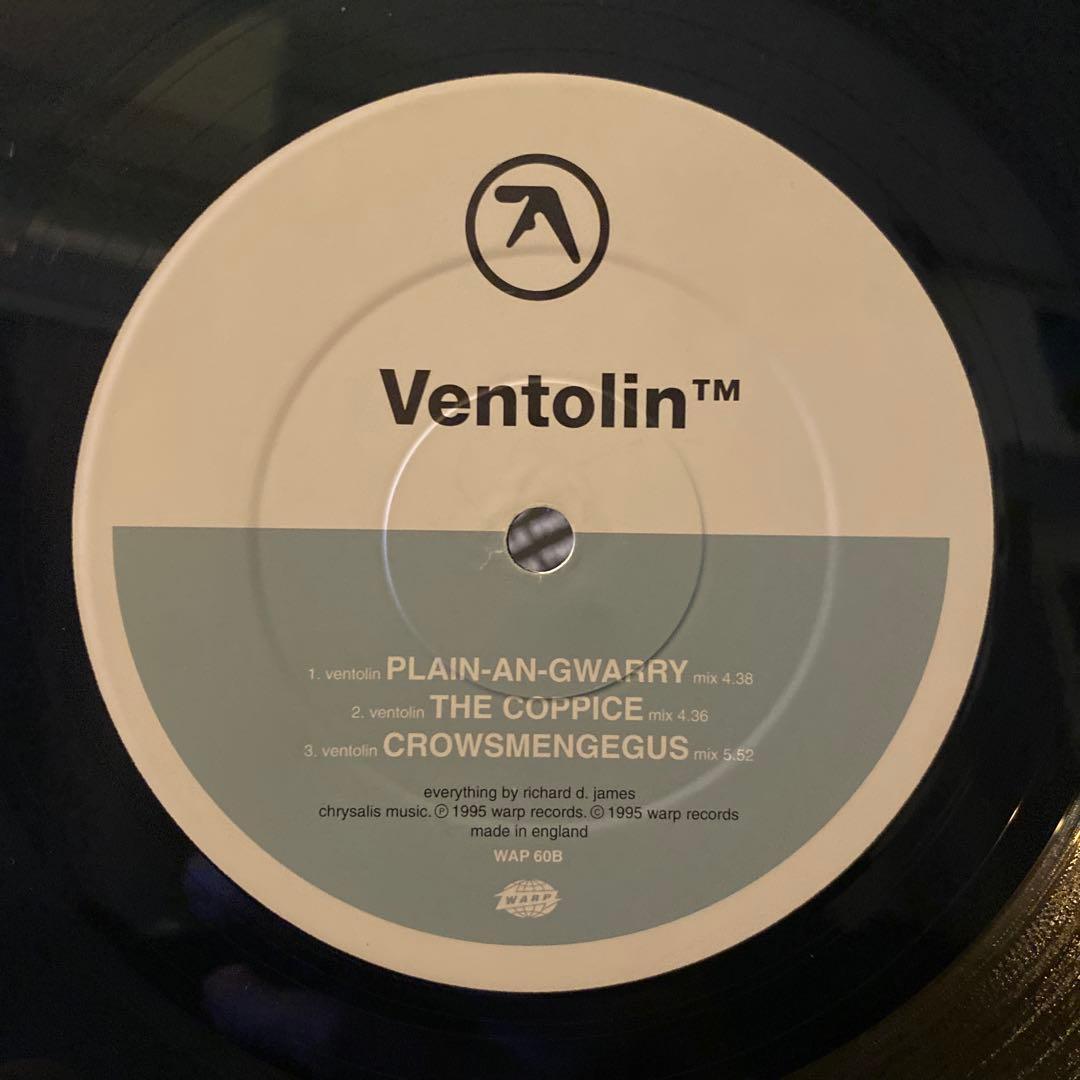 Ventolin™
1. ventolin PLAIN-AN-GWARRY mix 4.38
2. ventolin THE COPPICE mix 4.36
3. ventolin CROWSMENGEGUS mix 5.52
everything by richard d. james
chrysalis music. ℗ 1995 warp records. © 1995 warp records
made in england
WAP 60B
WARP